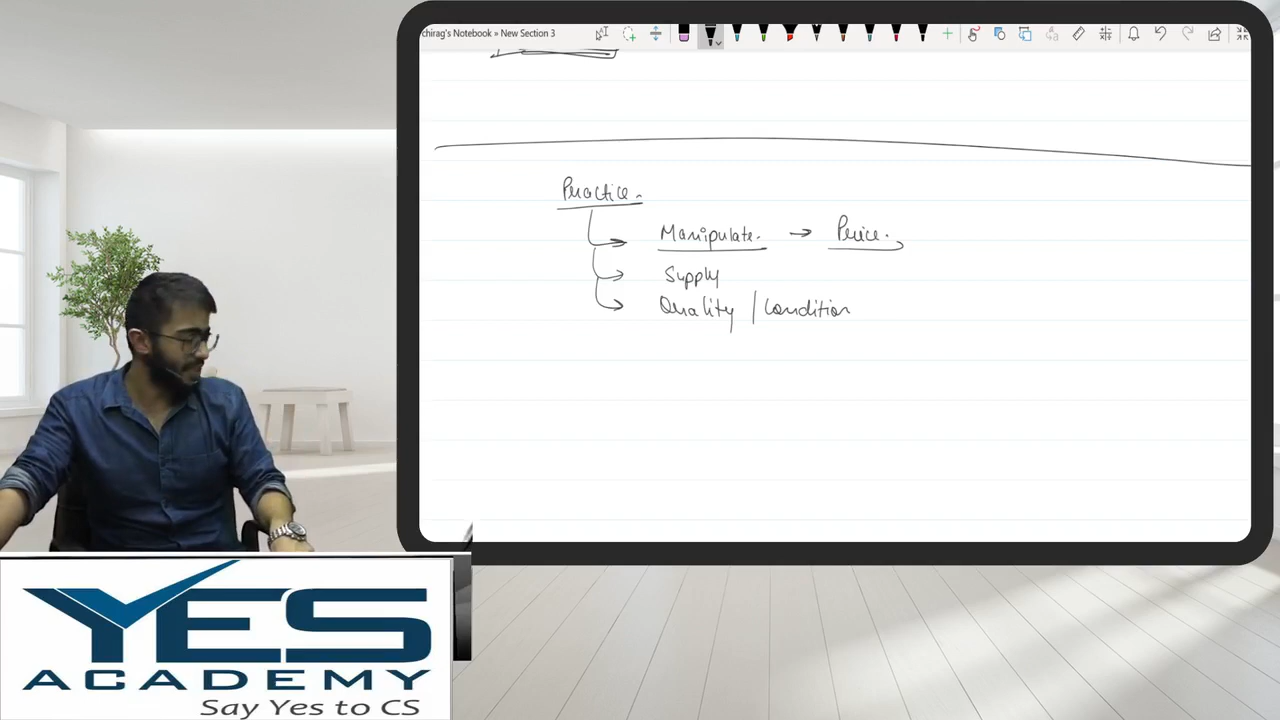 chirag's Notebook » New Section 3
Practice.
Manipulate. → Price.
Supply
Quality / Condition
YES
ACADEMY
Say Yes to CS